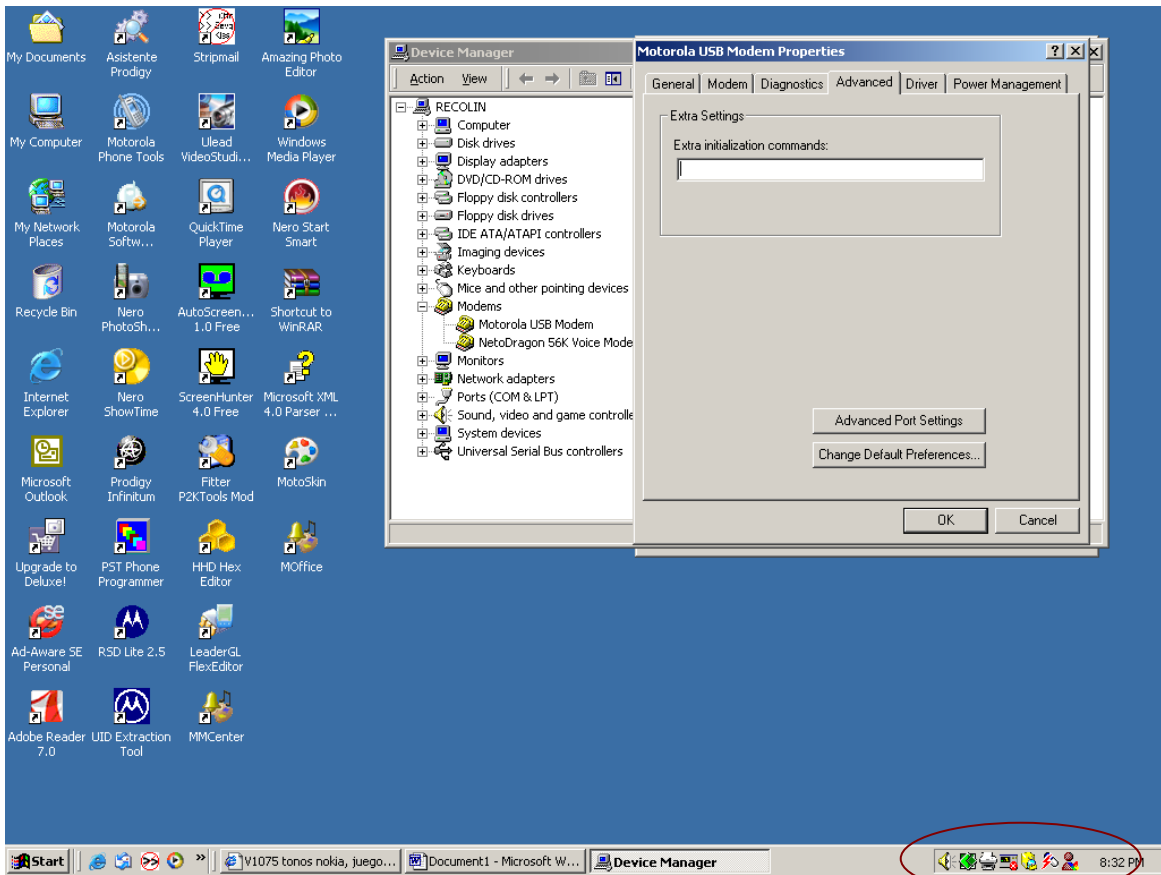 My Documents
Asistente
Prodigy
Stripmail
Amazing Photo
Editor
My Computer
Motorola
Phone Tools
Ulead
VideoStudi...
Windows
Media Player
My Network
Places
Motorola
Softw...
QuickTime
Player
Nero Start
Smart
Recycle Bin
Nero
PhotoSh...
AutoScreen...
1.0 Free
Shortcut to
WinRAR
Internet
Explorer
Nero
ShowTime
ScreenHunter
4.0 Free
Microsoft XML
4.0 Parser ...
Microsoft
Outlook
Prodigy
Infinitum
Fitter
P2KTools Mod
MotoSkin
Upgrade to
Deluxe!
PST Phone
Programmer
HHD Hex
Editor
MOffice
Ad-Aware SE
Personal
RSD Lite 2.5
LeaderGL
FlexEditor
Adobe Reader
7.0
UID Extraction
Tool
MMCenter
Device Manager
Action View
RECOLIN
Computer
Disk drives
Display adapters
DVD/CD-ROM drives
Floppy disk controllers
Floppy disk drives
IDE ATA/ATAPI controllers
Imaging devices
Keyboards
Mice and other pointing devices
Modems
Motorola USB Modem
NetoDragon 56K Voice Mode
Monitors
Network adapters
Ports (COM & LPT)
Sound, video and game controlle
System devices
Universal Serial Bus controllers
Motorola USB Modem Properties
General Modem Diagnostics Advanced Driver Power Management
Extra Settings
Extra initialization commands:
Advanced Port Settings
Change Default Preferences...
OK Cancel
Start V1075 tonos nokia, juego... Document1 - Microsoft W... Device Manager 8:32 PM